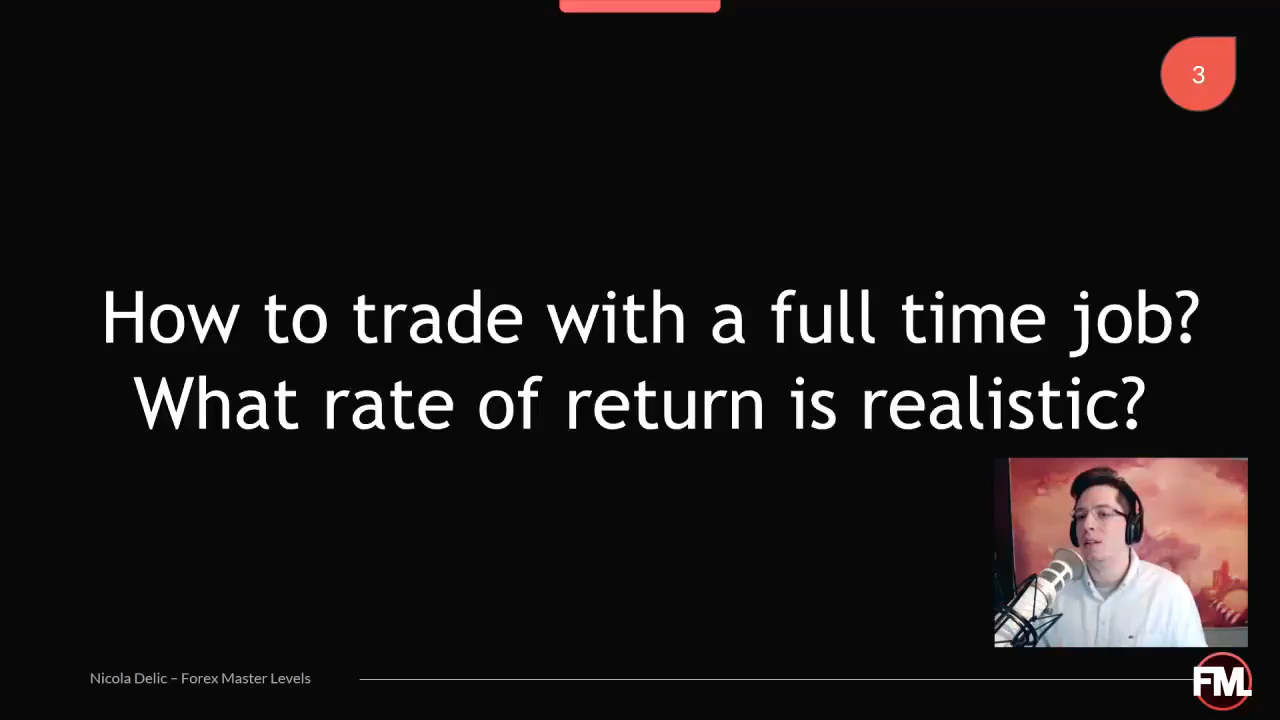 3
How to trade with a full time job?
What rate of return is realistic?
Nicola Delic – Forex Master Levels
FML